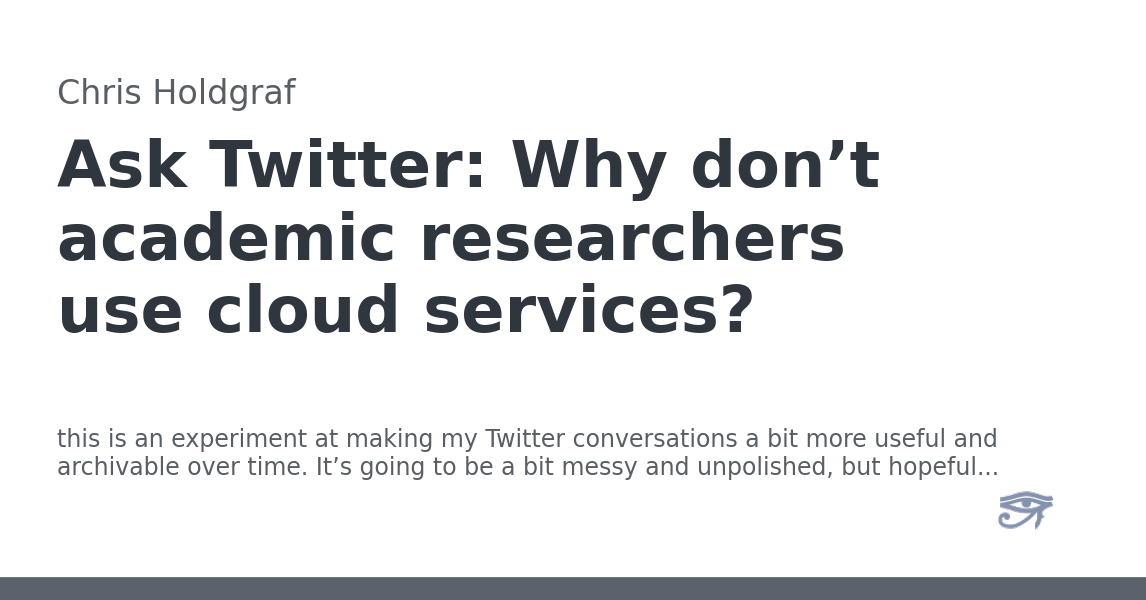 Chris Holdgraf
Ask Twitter: Why don’t
academic researchers
use cloud services?
this is an experiment at making my Twitter conversations a bit more useful and
archivable over time. It’s going to be a bit messy and unpolished, but hopeful...